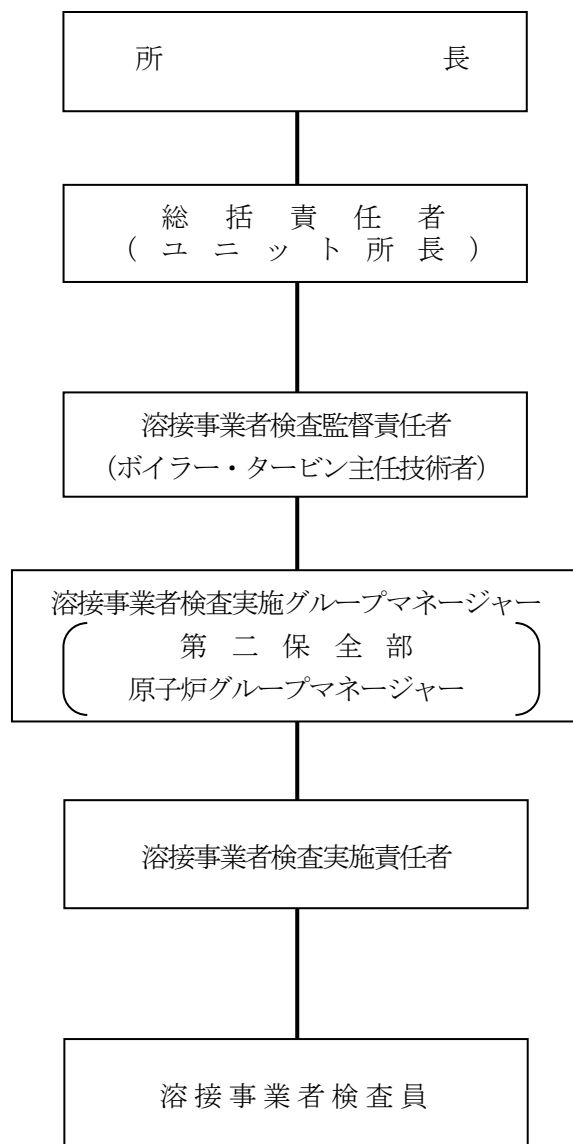 所長
総括責任者
(ユニット所長)
溶接事業者検査監督責任者
(ボイラー・タービン主任技術者)
溶接事業者検査実施グループマネージャー
第二保全部
原子炉グループマネージャー
溶接事業者検査実施責任者
溶接事業者検査員